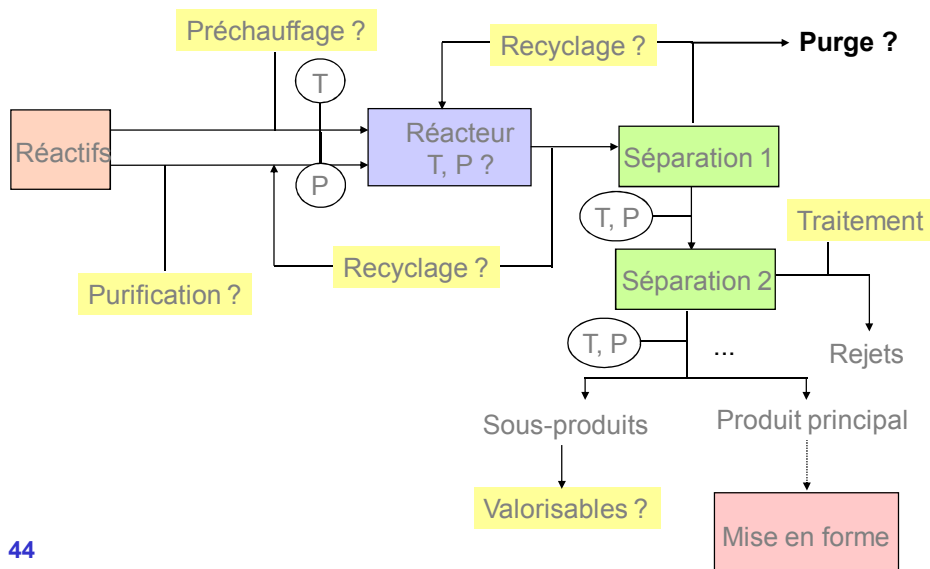 Préchauffage ?
Recyclage ?
Purge ?
T
Réactifs
Réacteur
T, P ?
Séparation 1
P
T, P
Traitement
Recyclage ?
Séparation 2
Purification ?
T, P
...
Rejets
Sous-produits
Produit principal
Valorisables ?
Mise en forme
44